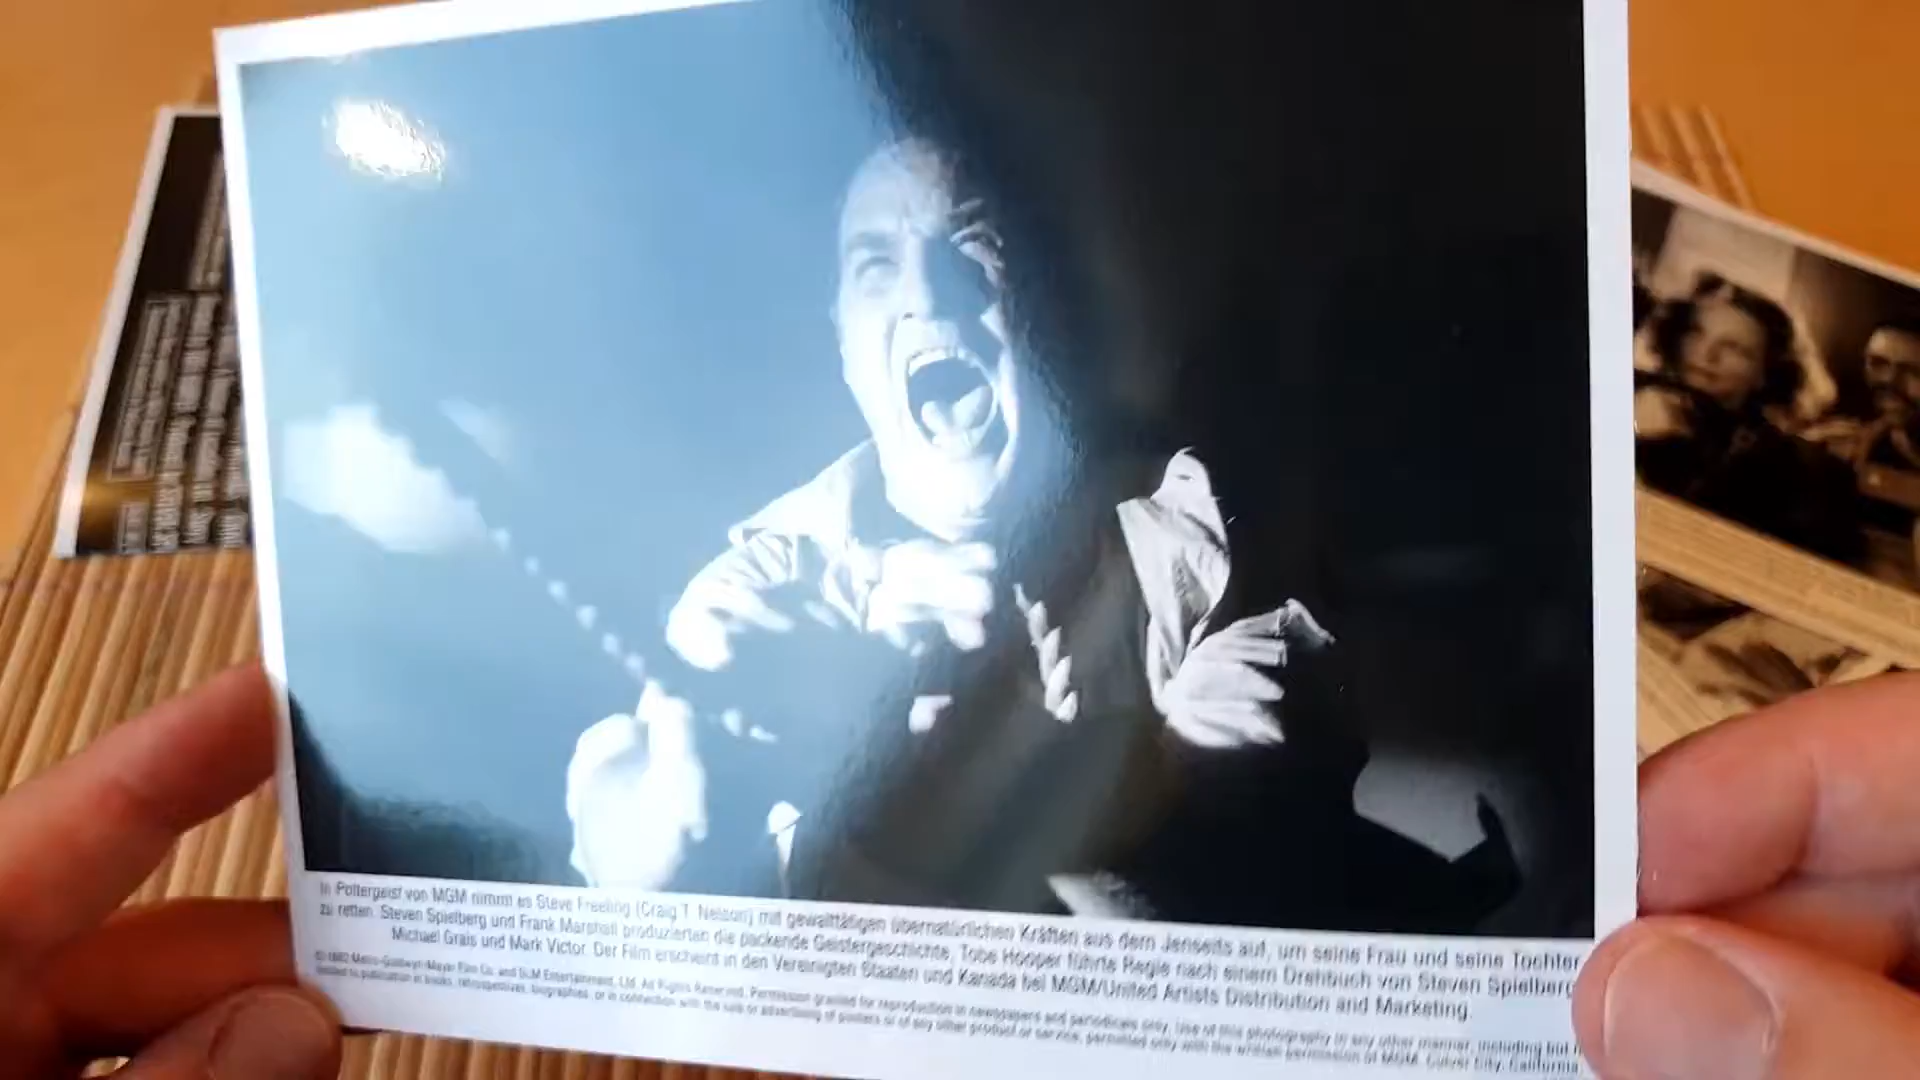 In Poltergeist von MGM nimmt es Steve Freeling (Craig T. Nelson) mit gewalttätigen übernatürlichen Kräften aus dem Jenseits auf, um seine Frau und seine Tochter
zu retten. Steven Spielberg und Frank Marshall produzierten die packende Geistergeschichte, Tobe Hooper führte Regie nach einem Drehbuch von Steven Spielberg
Michael Grais und Mark Victor. Der Film erscheint in den Vereinigten Staaten und Kanada bei MGM/United Artists Distribution and Marketing.
© 1982 Metro-Goldwyn-Mayer Film Co. and SLM Entertainment, Ltd. All Rights Reserved. Permission granted for reproduction in newspapers and periodicals only. Use of this photography in any other manner, including but
limited to publication in books, retrospectives, biographies, or in connection with the sale or advertising of posters or of any other product or service, permitted only with the written permission of MGM, Culver City, California.